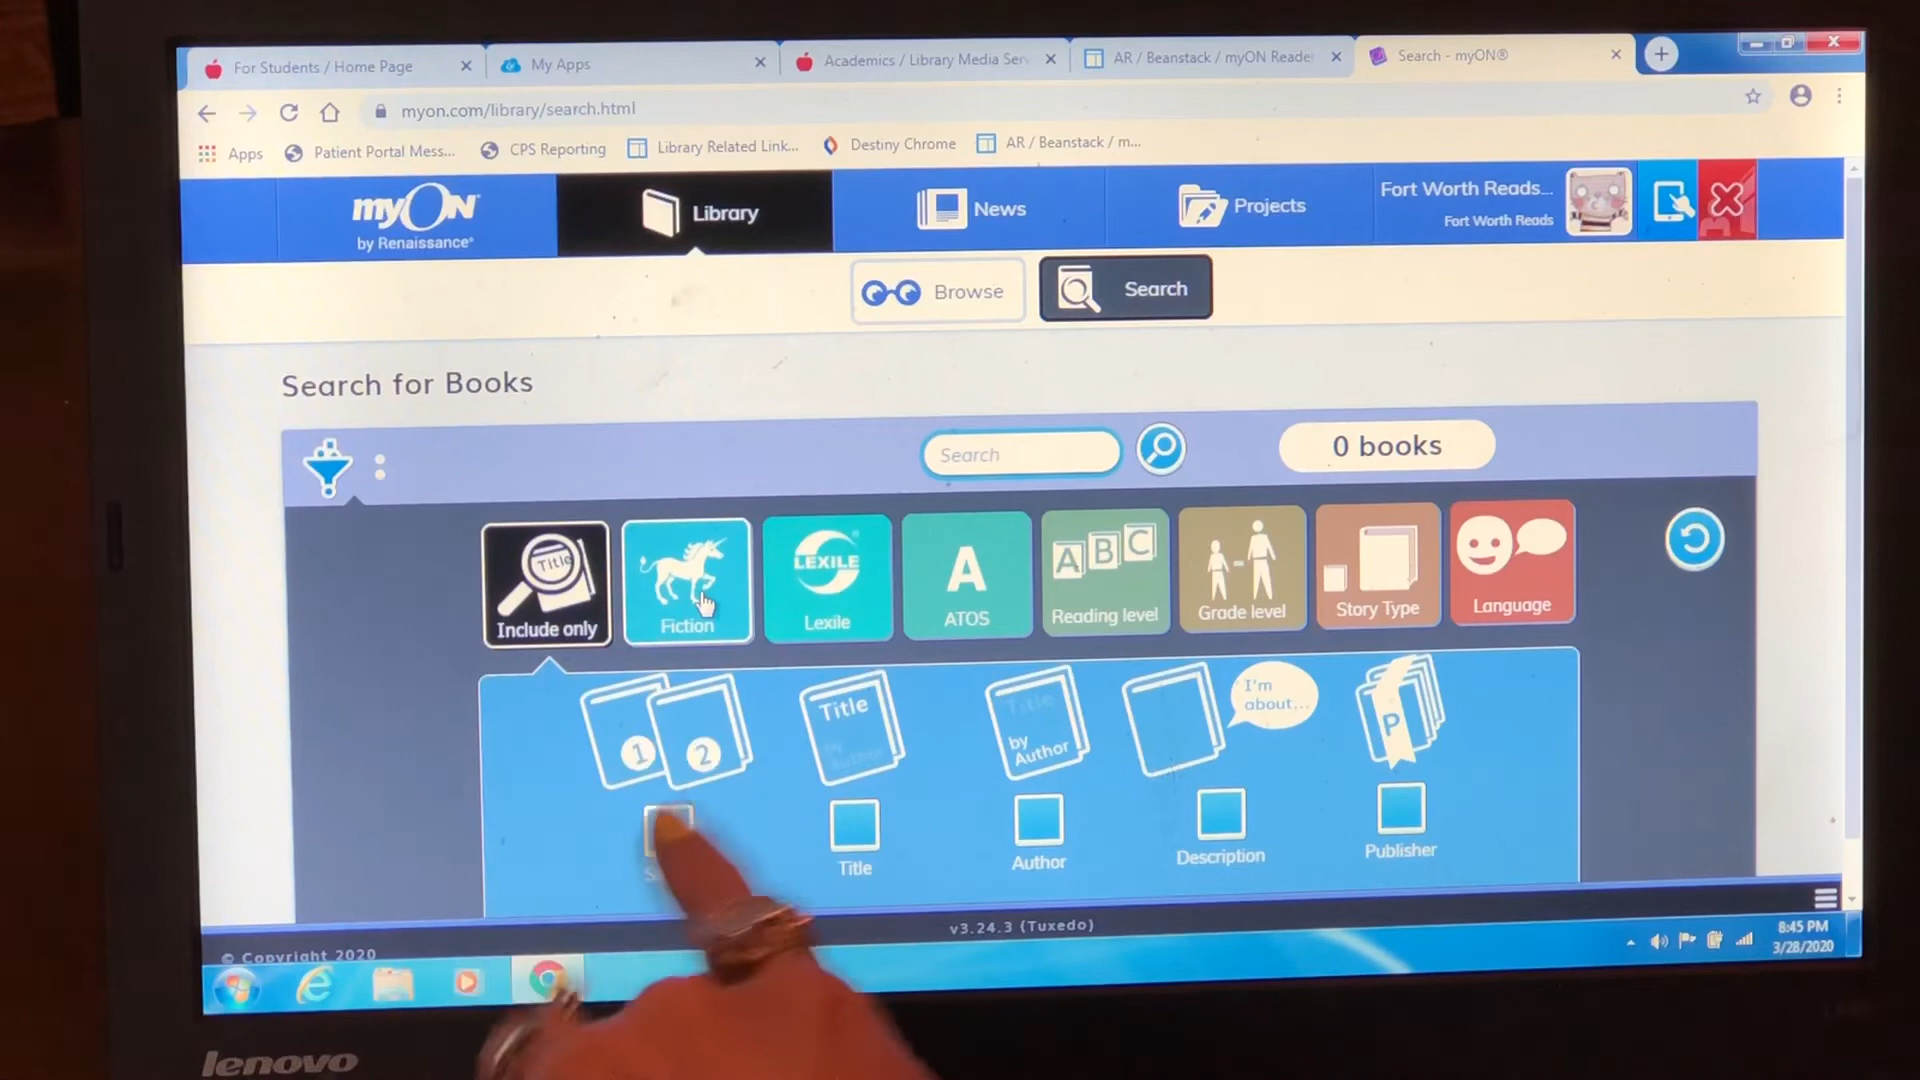 For Students / Home Page
My Apps
Academics / Library Media Serv
AR / Beanstack / myON Reader
Search - myON®
myon.com/library/search.html
Apps
Patient Portal Mess...
CPS Reporting
Library Related Link...
Destiny Chrome
AR / Beanstack / m...
myON®
by Renaissance®
Library
News
Projects
Fort Worth Reads...
Fort Worth Reads
Browse
Search
Search for Books
Search
0 books
Title
Include only
Fiction
LEXILE®
Lexile
A
ATOS
ABC
Reading level
Grade level
Story Type
Language
1
2
Title
by Author
Title
by
Author
I'm
about...
P
Title
Author
Description
Publisher
v3.24.3 (Tuxedo)
© Copyright 2020
8:45 PM
3/28/2020
lenovo